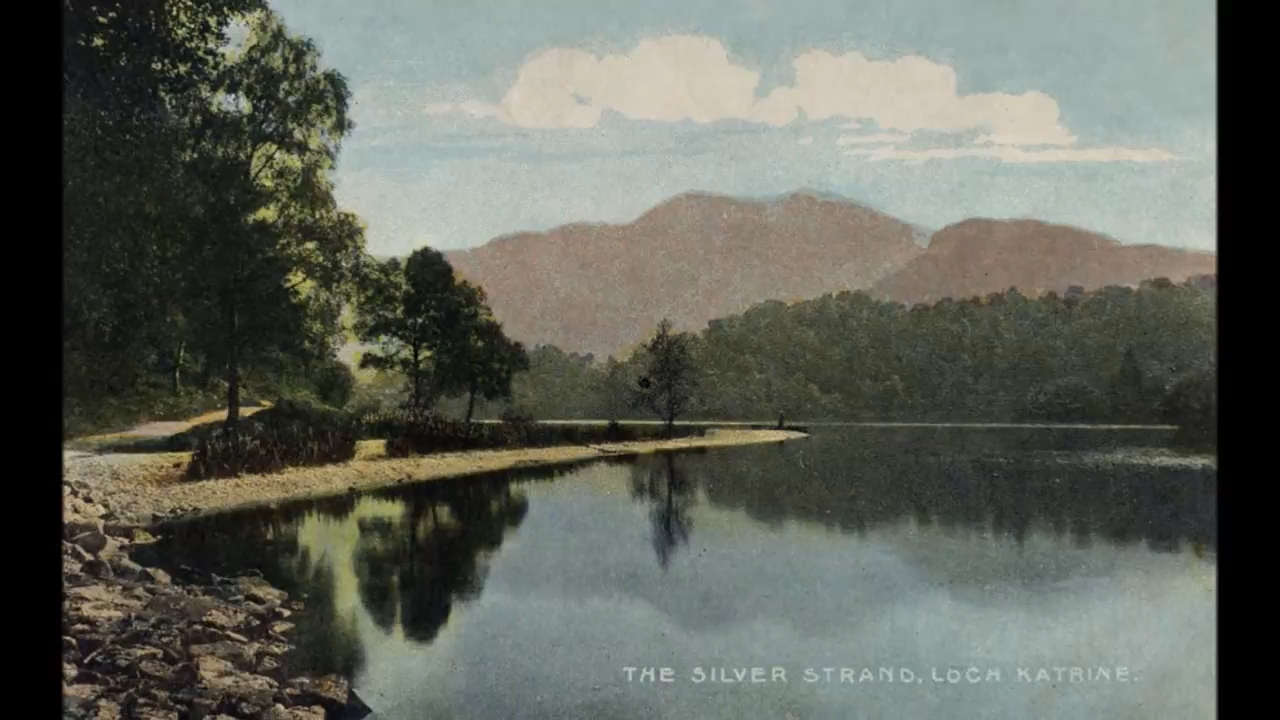 THE SILVER STRAND, LOCH KATRINE.